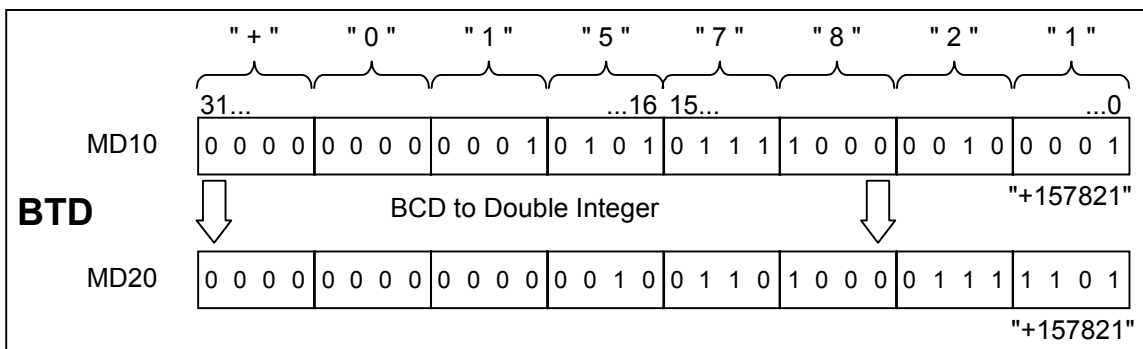 " + " " 0 " " 1 " " 5 " " 7 " " 8 " " 2 " " 1 "
31... ...16 15... ...0
MD10 0 0 0 0 0 0 0 0 0 0 0 1 0 1 0 1 0 1 1 1 1 0 0 0 0 0 1 0 0 0 0 1
"+157821"
BTD BCD to Double Integer
MD20 0 0 0 0 0 0 0 0 0 0 0 0 0 0 1 0 0 1 1 0 1 0 0 0 0 1 1 1 1 1 0 1
"+157821"